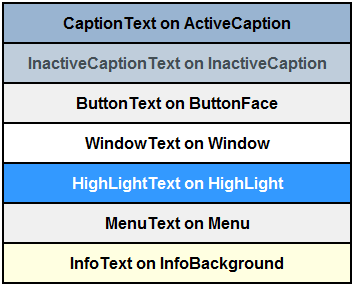 CaptionText on ActiveCaption
InactiveCaptionText on InactiveCaption
ButtonText on ButtonFace
WindowText on Window
HighLightText on HighLight
MenuText on Menu
InfoText on InfoBackground